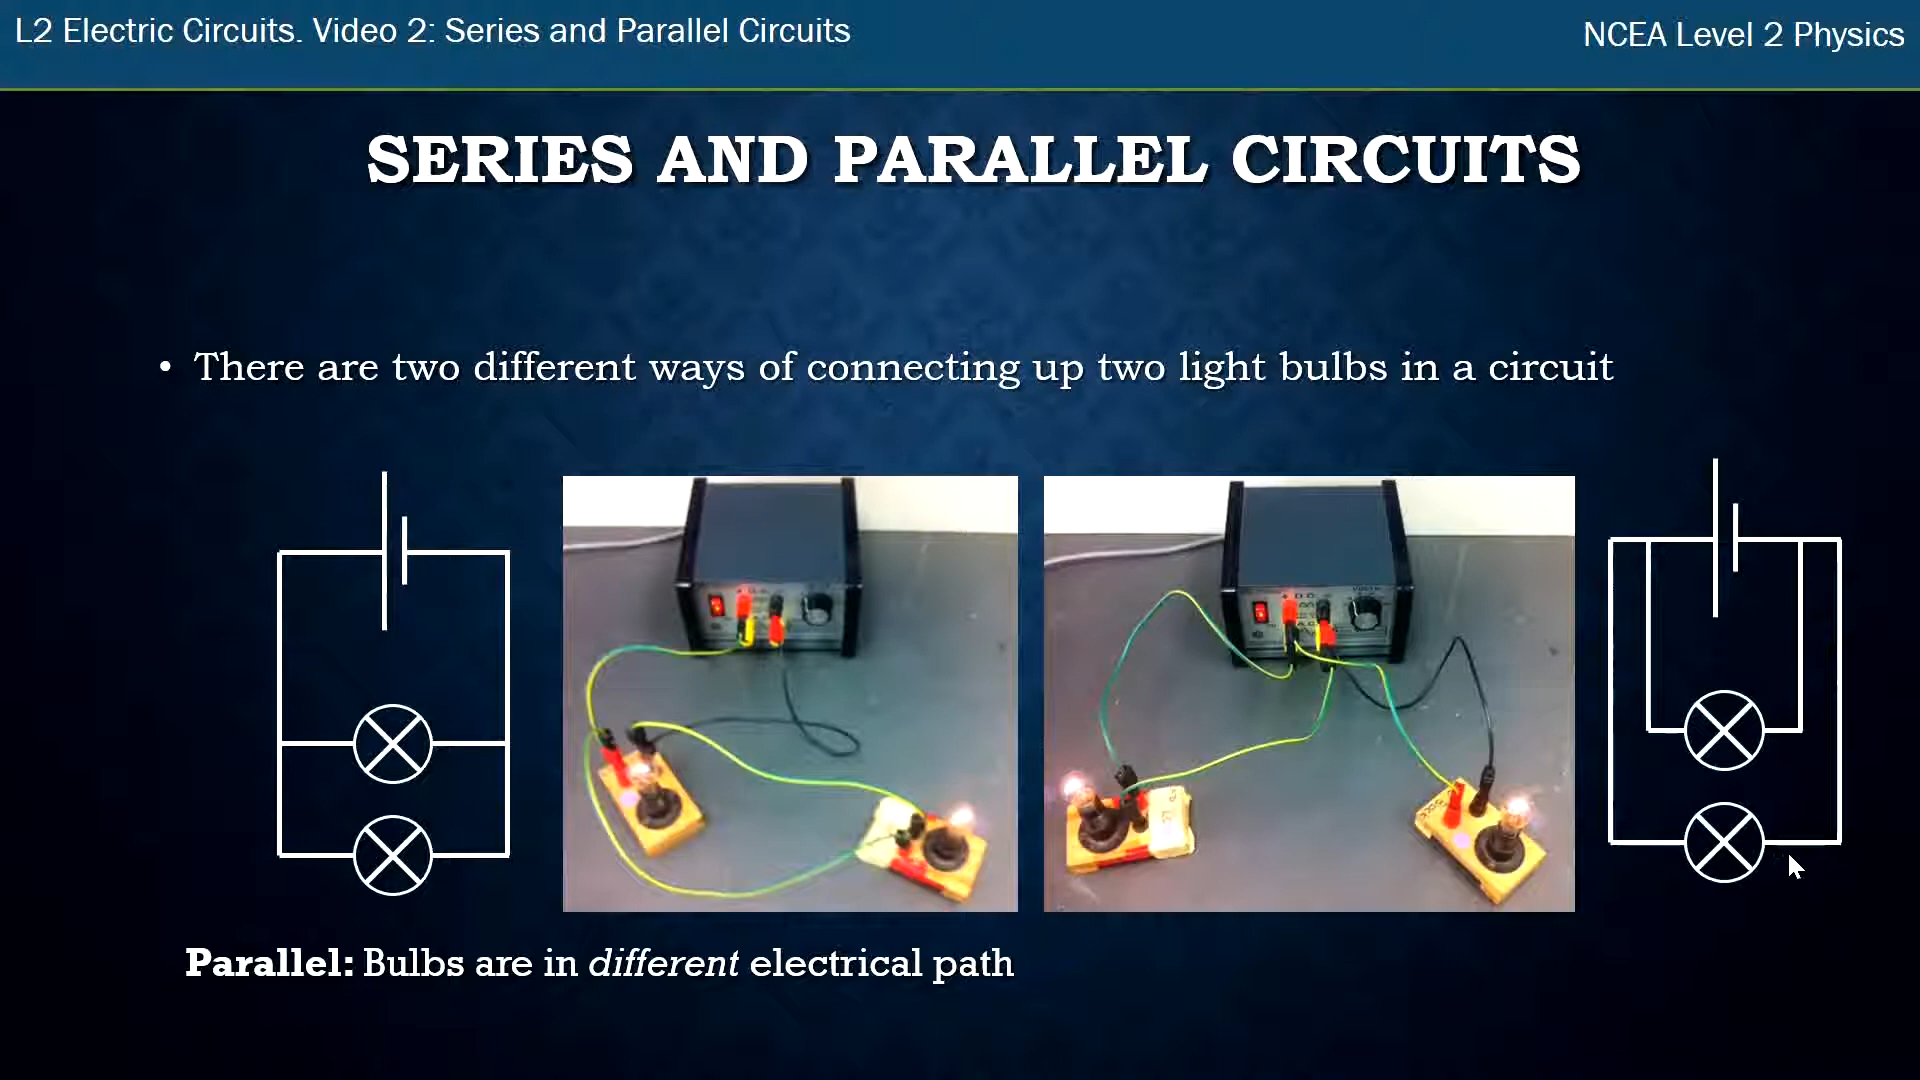 L2 Electric Circuits. Video 2: Series and Parallel Circuits
NCEA Level 2 Physics
SERIES AND PARALLEL CIRCUITS
• There are two different ways of connecting up two light bulbs in a circuit
Parallel: Bulbs are in different electrical path